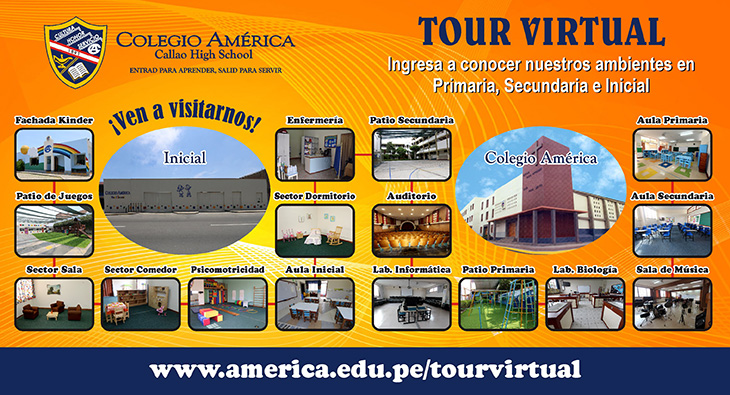 CULTURA
HONOR
SERVICIO
COLEGIO AMÉRICA
Callao High School
ENTRAD PARA APRENDER, SALID PARA SERVIR
TOUR VIRTUAL
Ingresa a conocer nuestros ambientes en
Primaria, Secundaria e Inicial
¡Ven a visitarnos!
Fachada Kinder
Enfermería
Patio Secundaria
Aula Primaria
Inicial
Colegio América
Patio de Juegos
Sector Dormitorio
Auditorio
Aula Secundaria
Sector Sala
Sector Comedor
Psicomotricidad
Aula Inicial
Lab. Informática
Patio Primaria
Lab. Biología
Sala de Música
www.america.edu.pe/tourvirtual